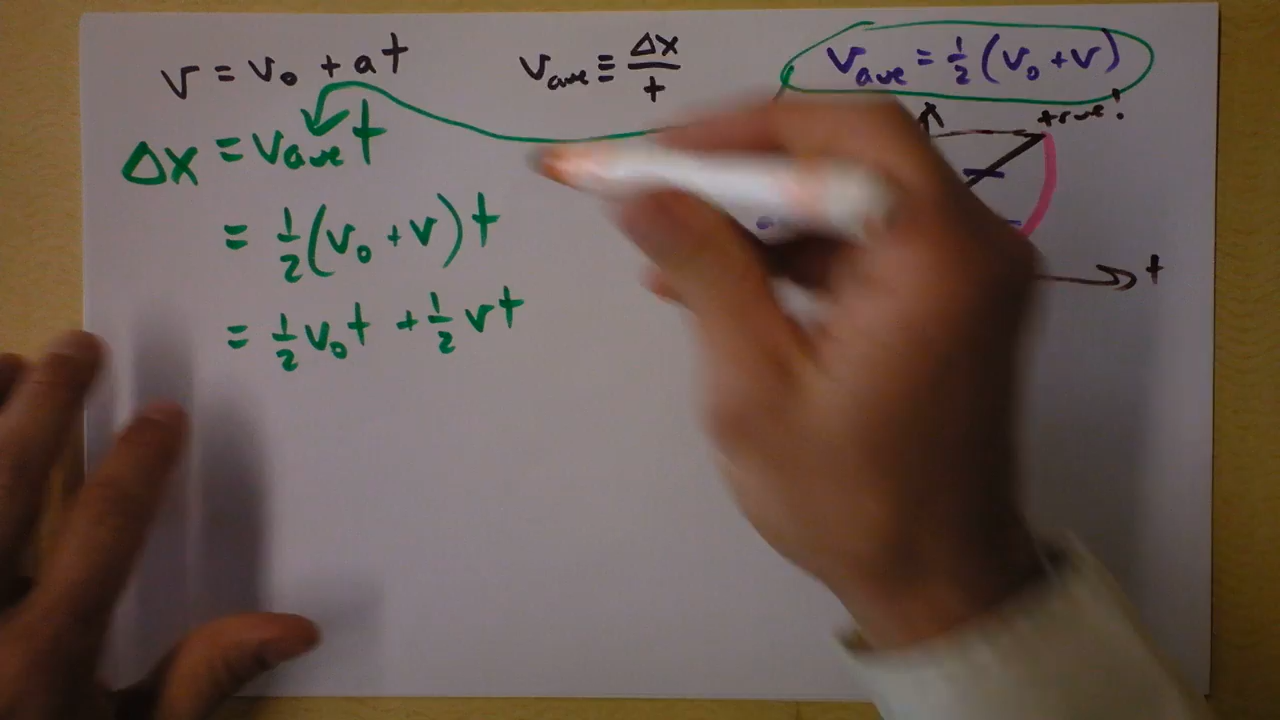 v = v₀ + at
v_ave ≡ Δx/t
v_ave = ½(v₀ + v)
true!
Δx = v_ave t
= ½(v₀ + v)t
t
= ½v₀t + ½vt